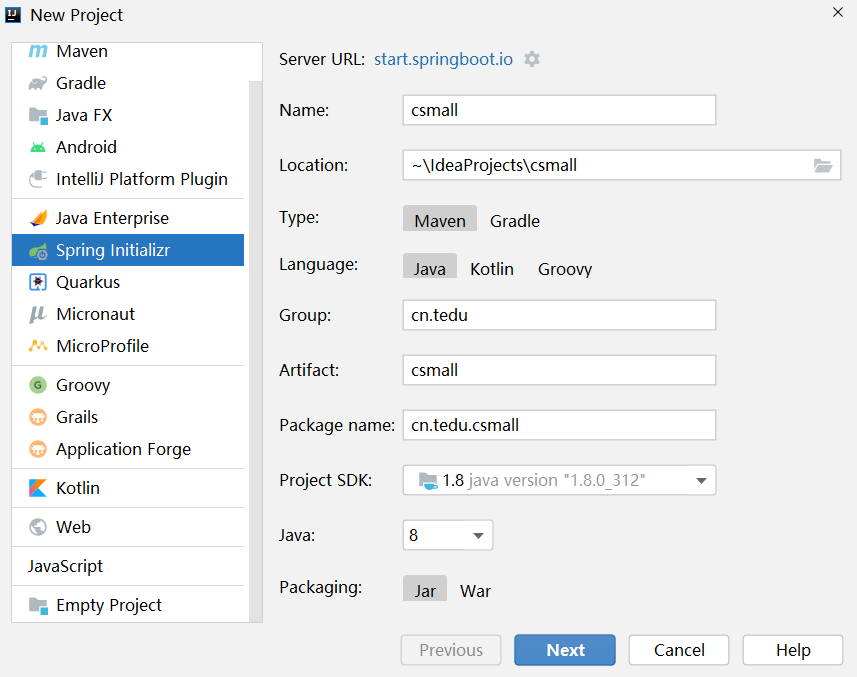 New Project
Maven
Gradle
Java FX
Android
IntelliJ Platform Plugin
Java Enterprise
Spring Initializr
Quarkus
Micronaut
MicroProfile
Groovy
Grails
Application Forge
Kotlin
Web
JavaScript
Empty Project
Server URL: start.springboot.io
Name: csmall
Location: ~\IdeaProjects\csmall
Type: Maven Gradle
Language: Java Kotlin Groovy
Group: cn.tedu
Artifact: csmall
Package name: cn.tedu.csmall
Project SDK: 1.8 java version "1.8.0_312"
Java: 8
Packaging: Jar War
Previous Next Cancel Help